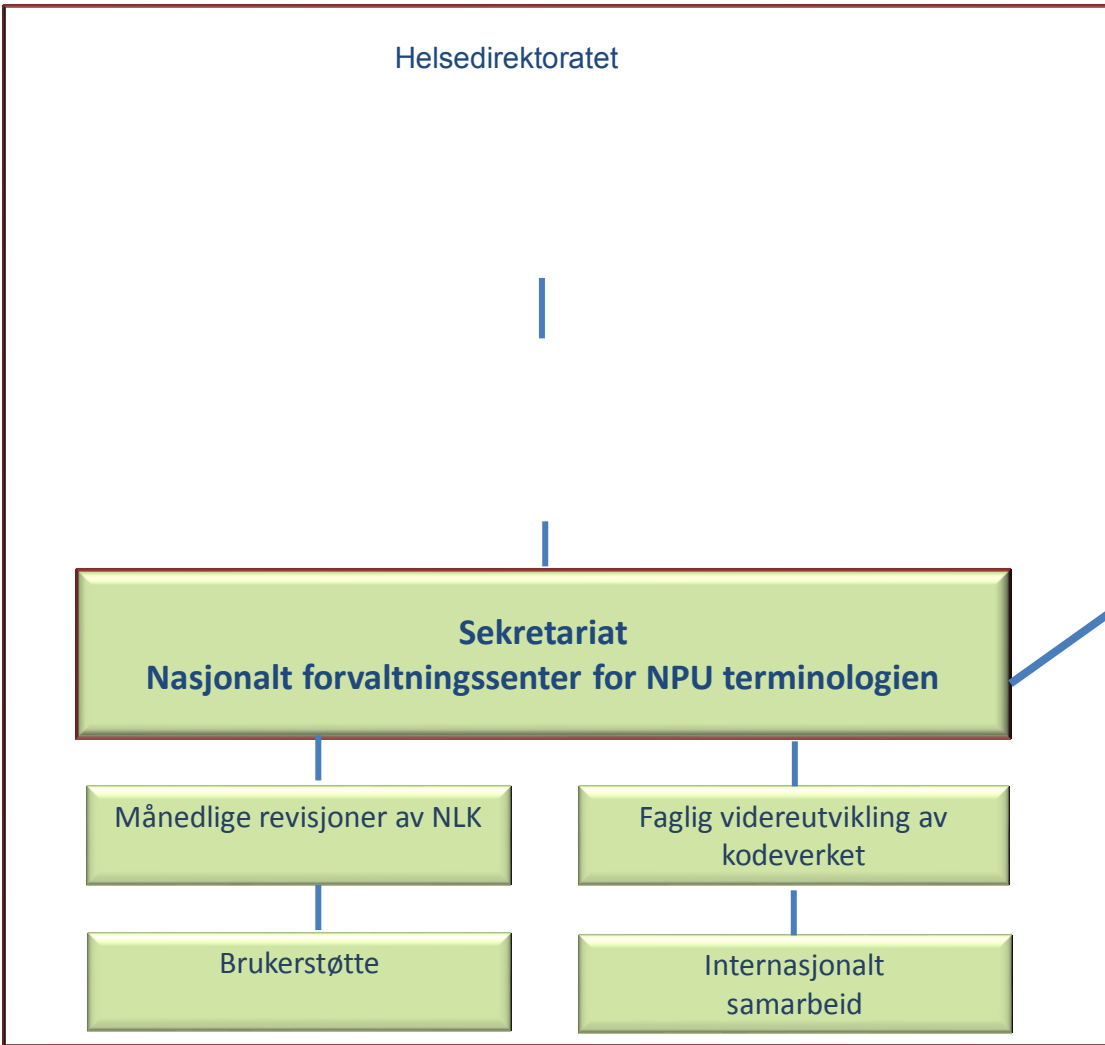 Helsedirektoratet
Sekretariat
Nasjonalt forvaltningssenter for NPU terminologien
Månedlige revisjoner av NLK
Faglig videreutvikling av
kodeverket
Brukerstøtte
Internasjonalt
samarbeid